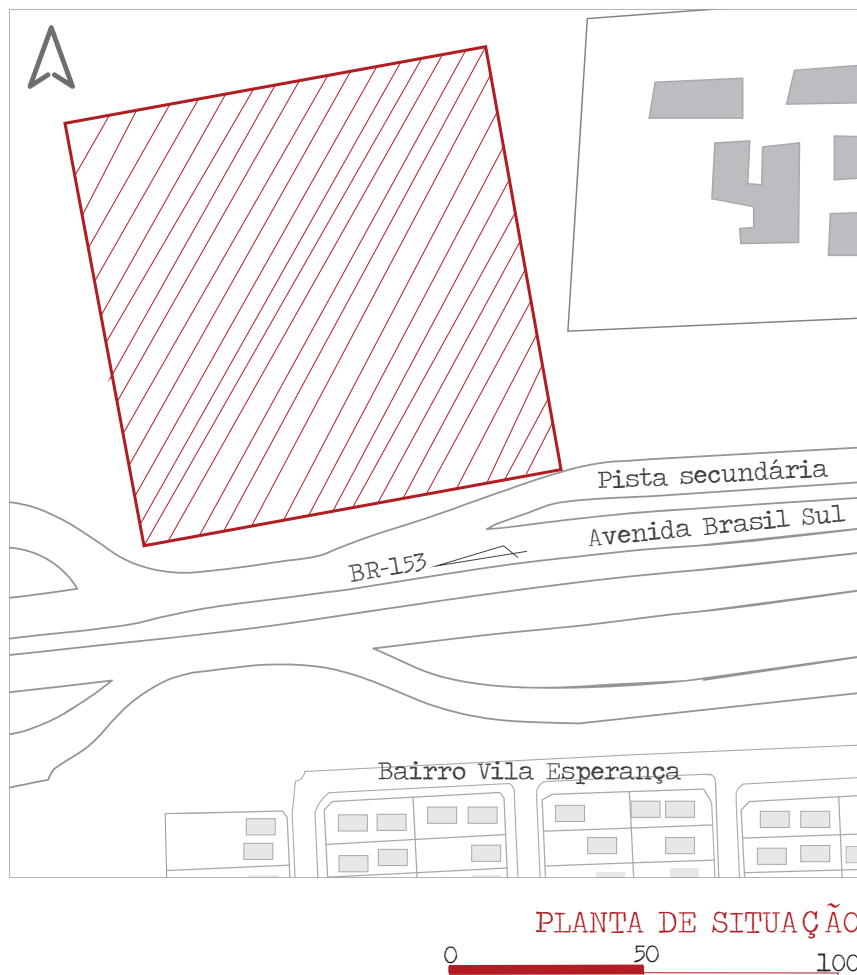 Pista secundária
Avenida Brasil Sul
BR-153
Bairro Vila Esperança
PLANTA DE SITUAÇÃO
0 50 100